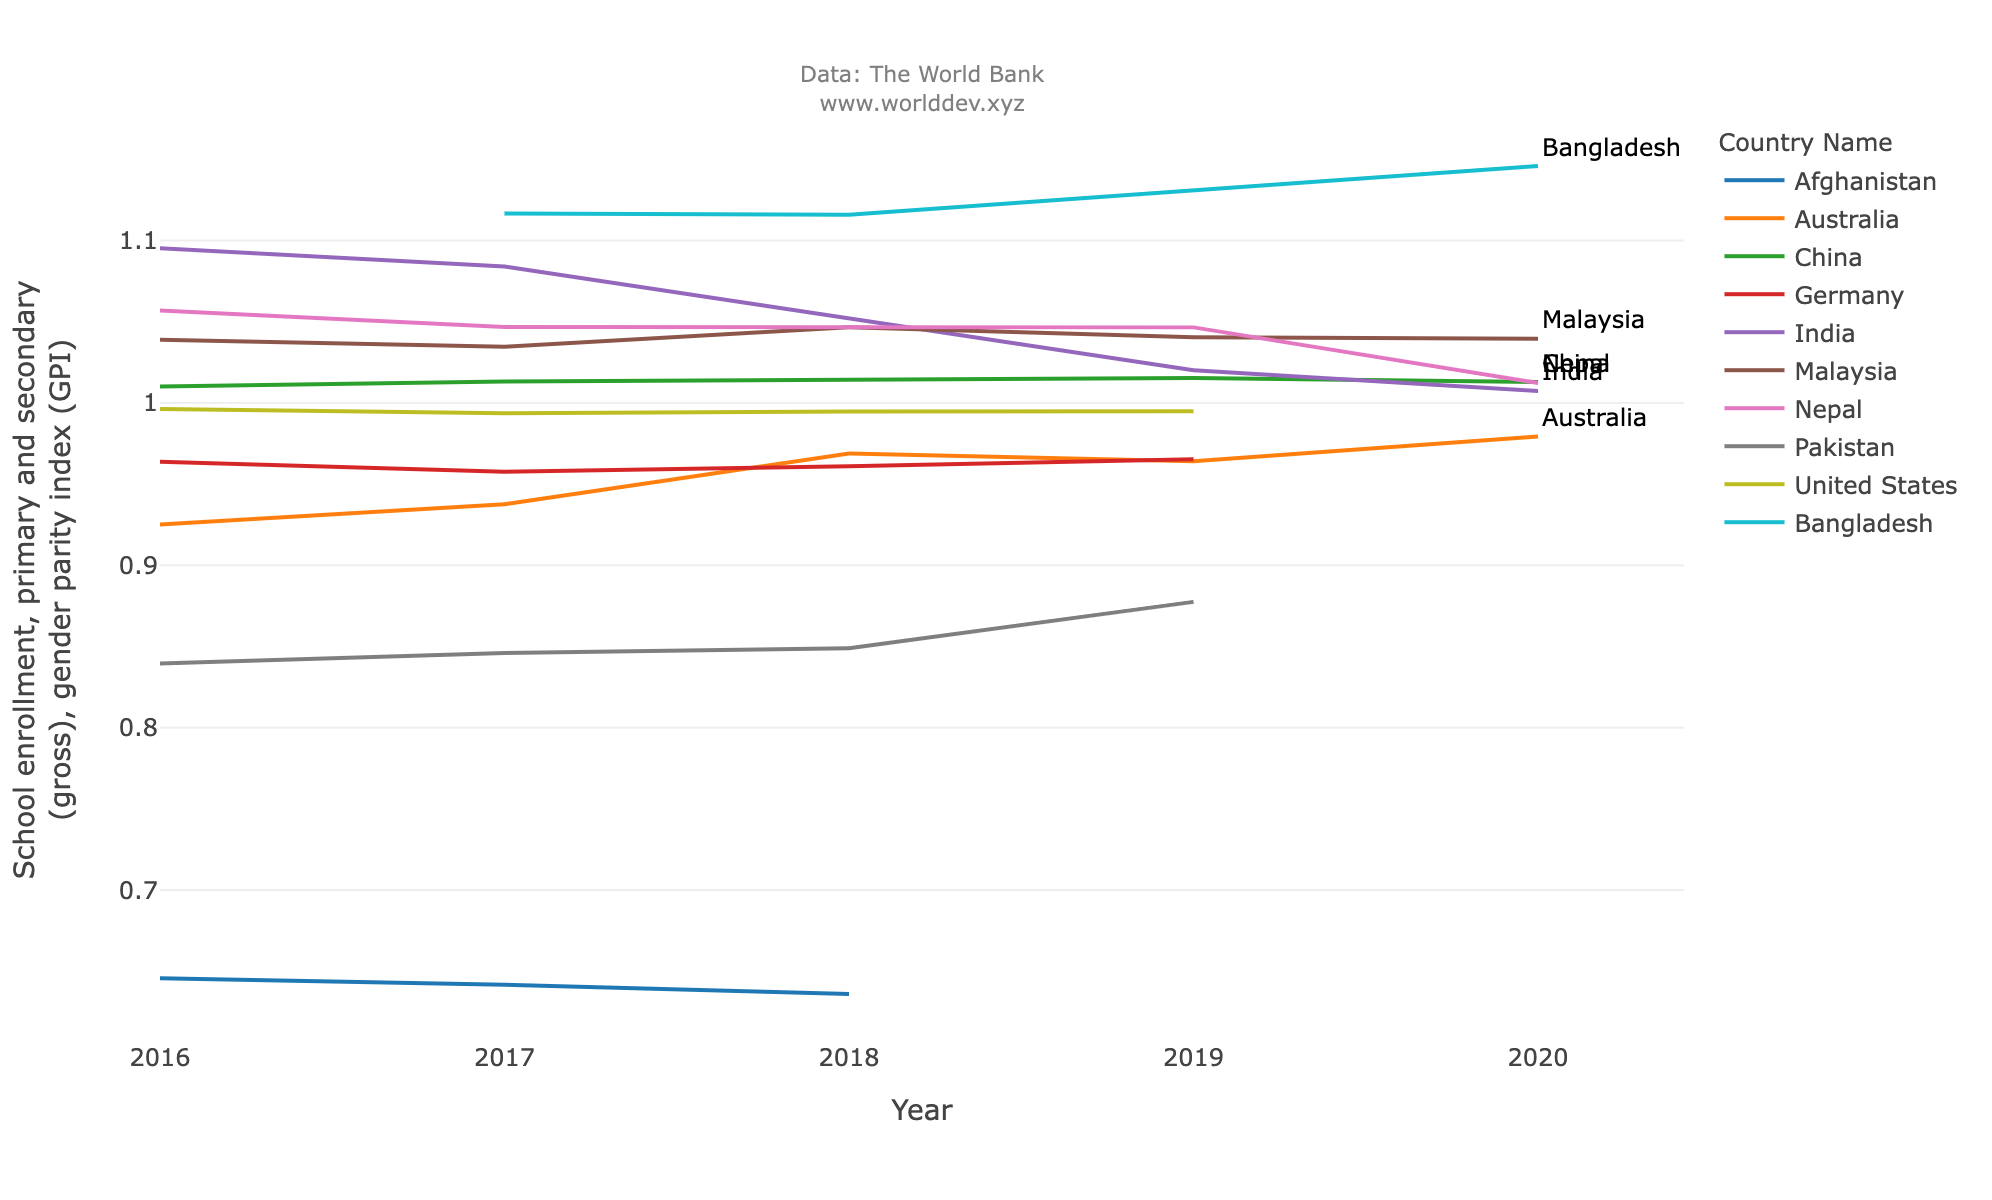 Data: The World Bank
www.worlddev.xyz
School enrollment, primary and secondary
(gross), gender parity index (GPI)
1.1
1
0.9
0.8
0.7
2016
2017
2018
2019
2020
Year
Bangladesh
Malaysia
China
Nepal
India
Australia
Country Name
Afghanistan
Australia
China
Germany
India
Malaysia
Nepal
Pakistan
United States
Bangladesh